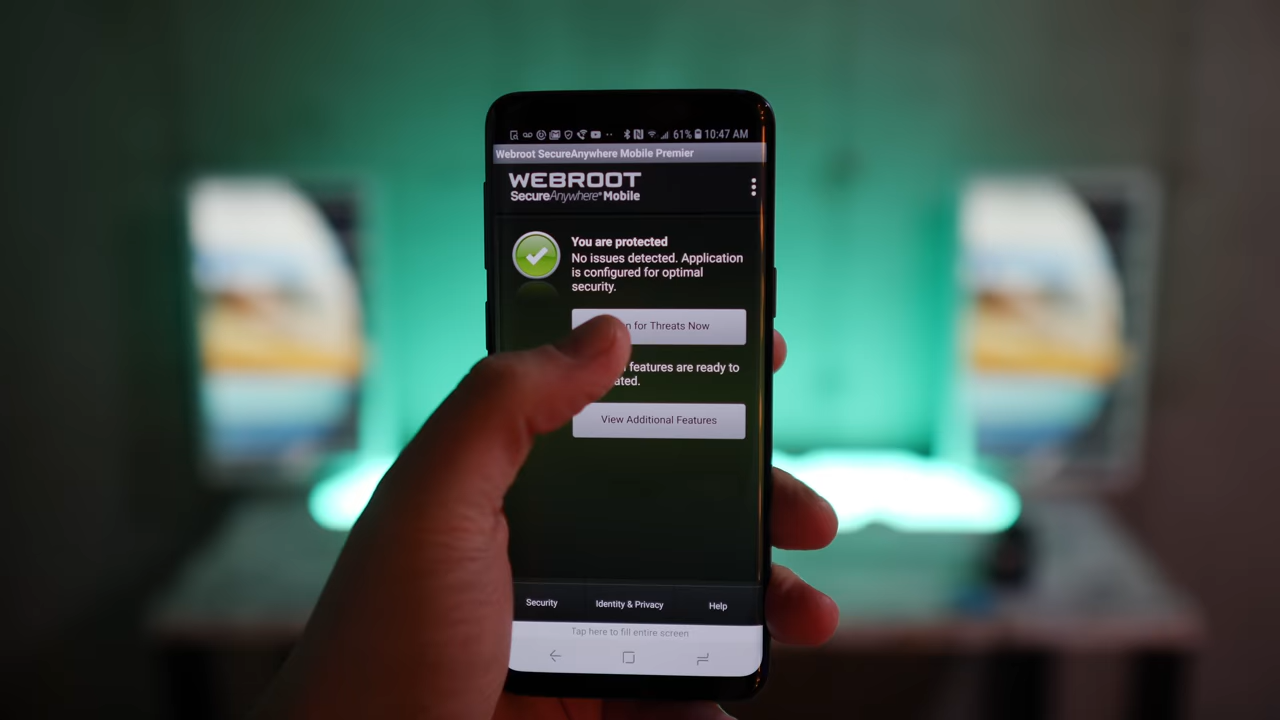 61% 10:47 AM
Webroot SecureAnywhere Mobile Premier
WEBROOT
SecureAnywhere® Mobile
You are protected
No issues detected. Application
is configured for optimal
security.
for Threats Now
features are ready to
View Additional Features
Security Identity & Privacy Help
Tap here to fill entire screen